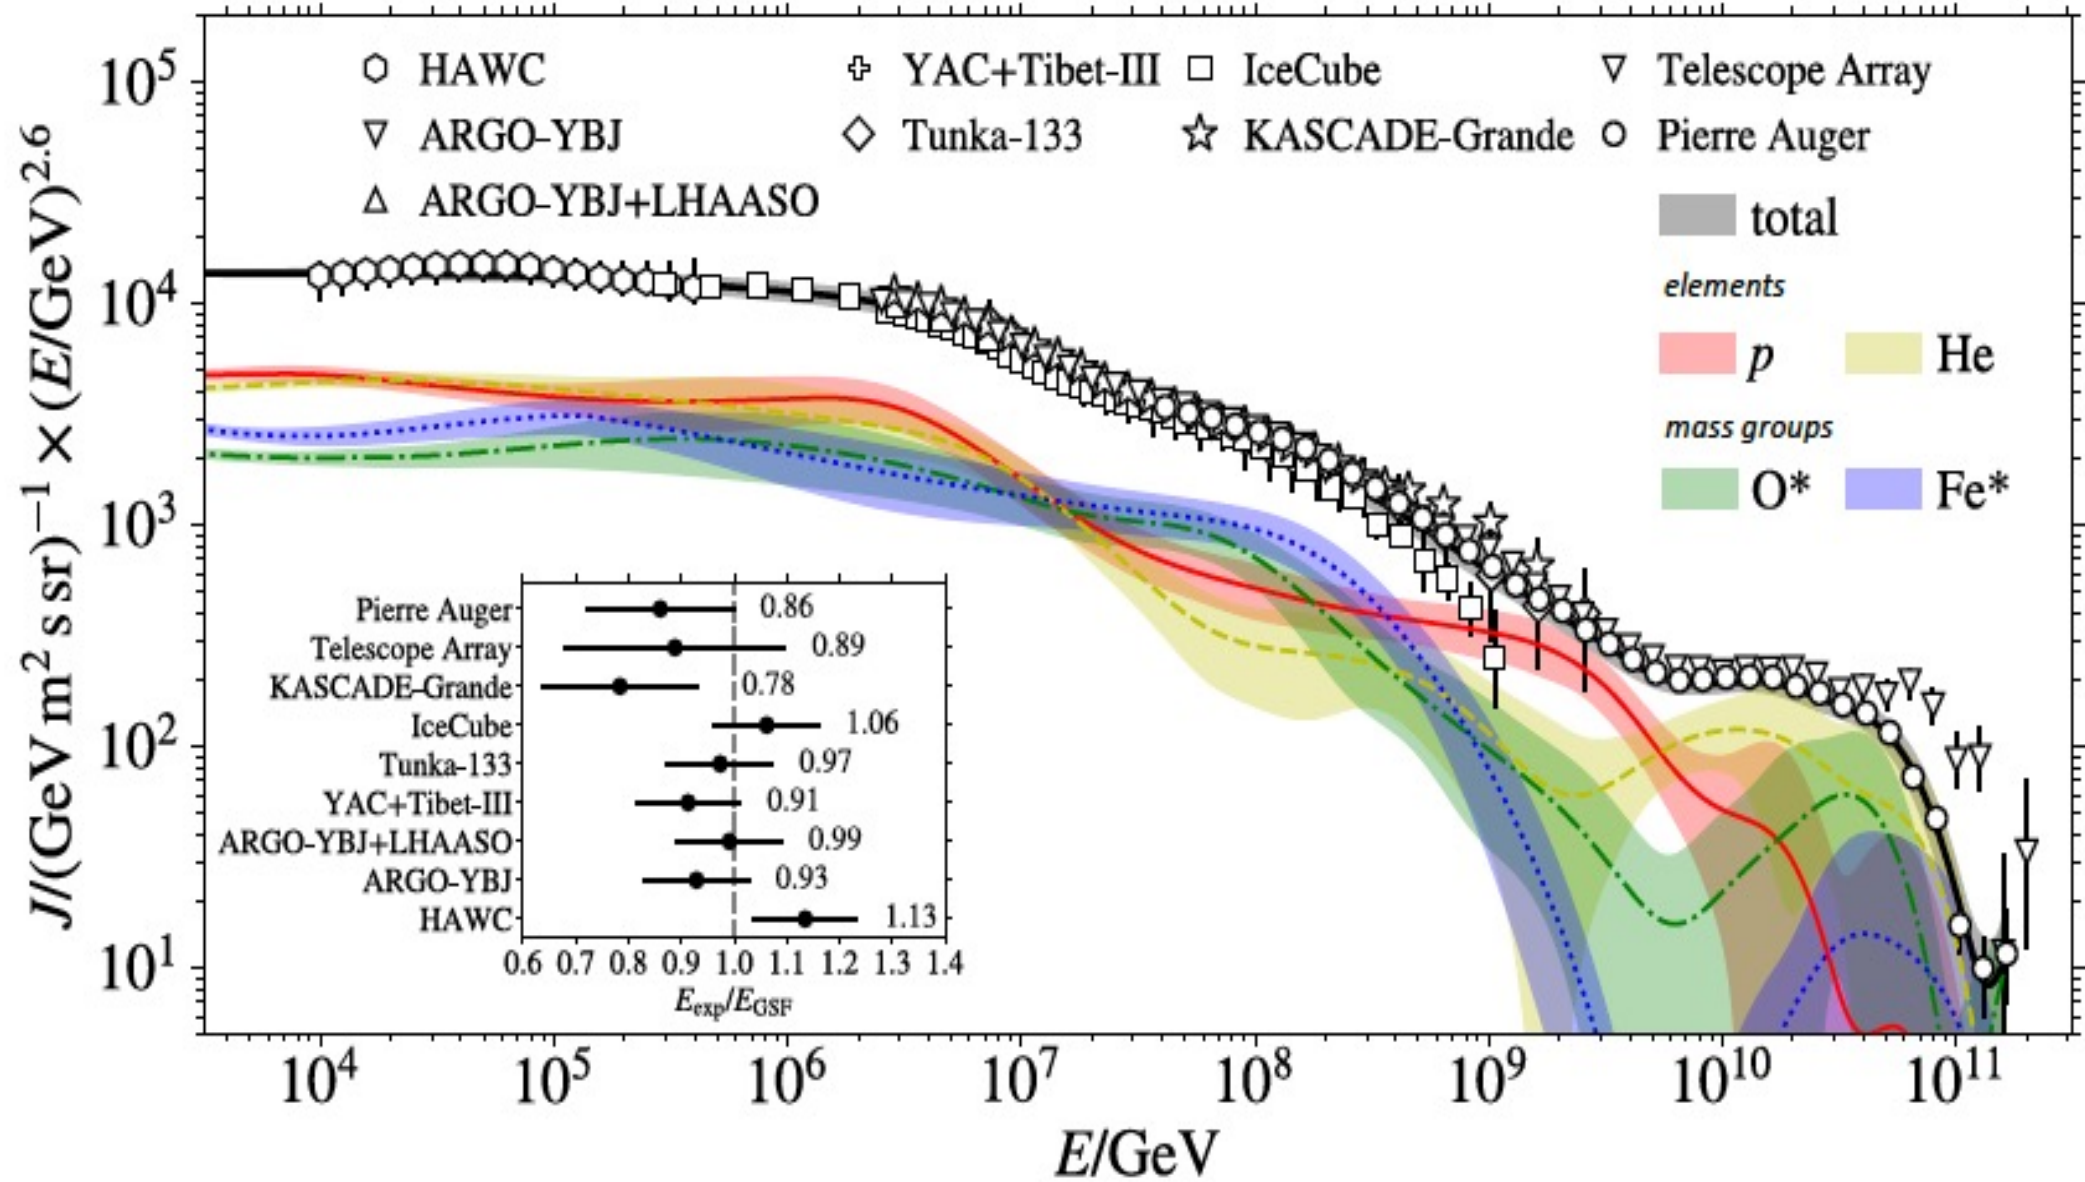 J/(GeV m² s sr)⁻¹ × (E/GeV)²·⁶
10⁵
10⁴
10³
10²
10¹
HAWC
ARGO-YBJ
ARGO-YBJ+LHAASO
YAC+Tibet-III
Tunka-133
IceCube
KASCADE-Grande
Telescope Array
Pierre Auger
total
elements
p He
mass groups
O* Fe*
Pierre Auger 0.86
Telescope Array 0.89
KASCADE-Grande 0.78
IceCube 1.06
Tunka-133 0.97
YAC+Tibet-III 0.91
ARGO-YBJ+LHAASO 0.99
ARGO-YBJ 0.93
HAWC 1.13
0.6 0.7 0.8 0.9 1.0 1.1 1.2 1.3 1.4
E_exp/E_GSF
10⁴ 10⁵ 10⁶ 10⁷ 10⁸ 10⁹ 10¹⁰ 10¹¹
E/GeV